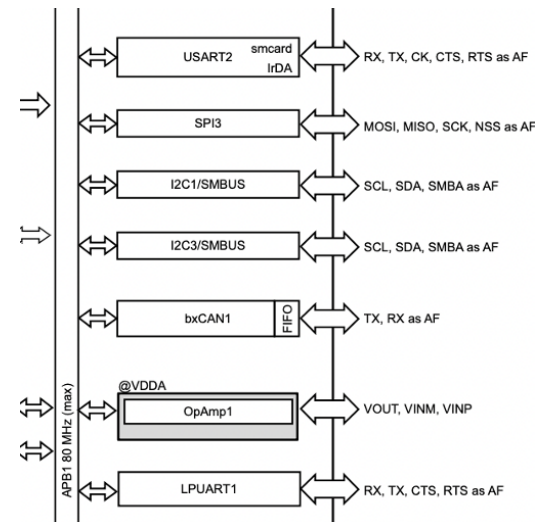 smcard
USART2
IrDA
RX, TX, CK, CTS, RTS as AF
SPI3
MOSI, MISO, SCK, NSS as AF
I2C1/SMBUS
SCL, SDA, SMBA as AF
I2C3/SMBUS
SCL, SDA, SMBA as AF
bxCAN1
FIFO
TX, RX as AF
@VDDA
OpAmp1
VOUT, VINM, VINP
LPUART1
RX, TX, CTS, RTS as AF
APB1 80 MHz (max)